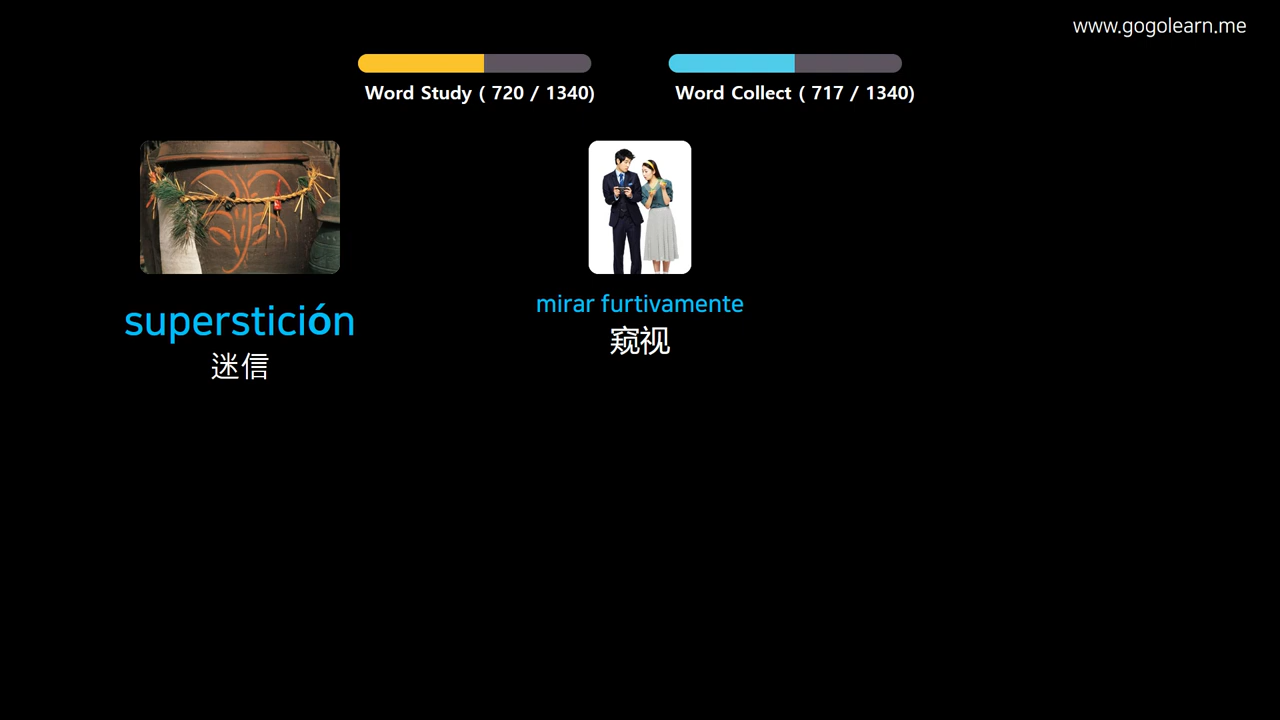 www.gogolearn.me
Word Study ( 720 / 1340)
Word Collect ( 717 / 1340)
superstición
迷信
mirar furtivamente
窥视